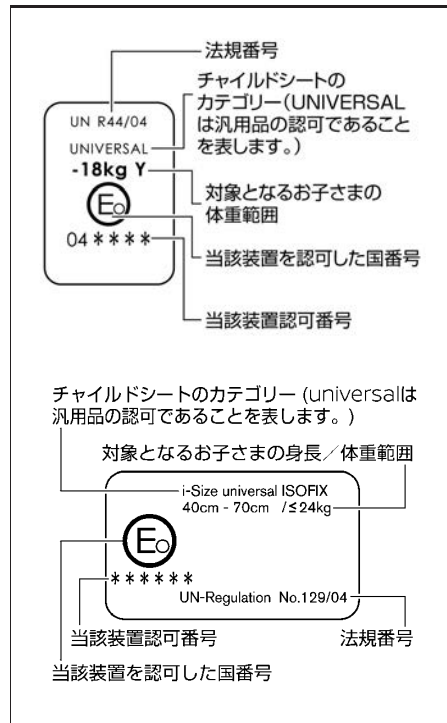 法規番号
チャイルドシートの
カテゴリー(UNIVERSAL
は汎用品の認可であること
を表します。)
UN R44/04
UNIVERSAL
-18kg Y
対象となるお子さまの
体重範囲
E
04****
当該装置を認可した国番号
当該装置認可番号
チャイルドシートのカテゴリー (universalは
汎用品の認可であることを表します。)
対象となるお子さまの身長/体重範囲
i-Size universal ISOFIX
40cm - 70cm /≤24kg
E
******
UN-Regulation No.129/04
当該装置認可番号
法規番号
当該装置を認可した国番号